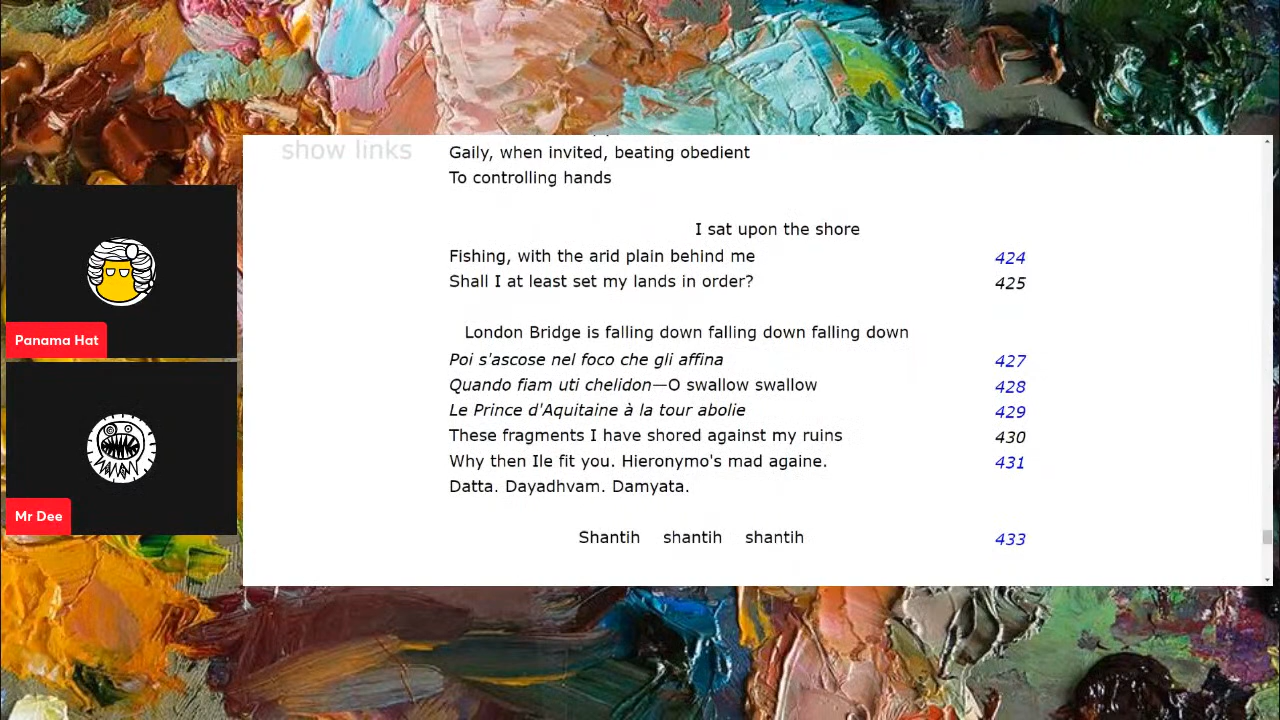 show links
Gaily, when invited, beating obedient
To controlling hands
I sat upon the shore
Fishing, with the arid plain behind me 424
Shall I at least set my lands in order? 425
London Bridge is falling down falling down falling down
Poi s'ascose nel foco che gli affina 427
Quando fiam uti chelidon—O swallow swallow 428
Le Prince d'Aquitaine à la tour abolie 429
These fragments I have shored against my ruins 430
Why then Ile fit you. Hieronymo's mad againe. 431
Datta. Dayadhvam. Damyata.
Shantih shantih shantih 433
Panama Hat
Mr Dee